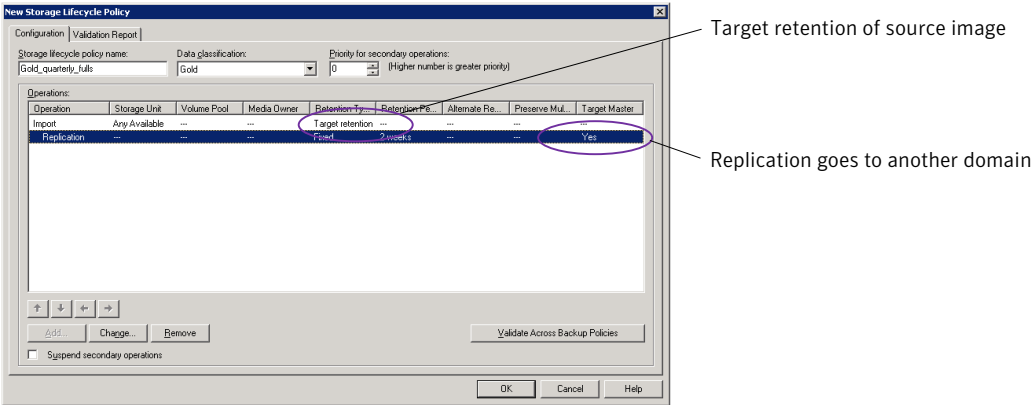 New Storage Lifecycle Policy
Configuration Validation Report
Storage lifecycle policy name: Data classification: Priority for secondary operations:
Gold_quarterly_fulls Gold 0 (Higher number is greater priority)
Operations:
Operation Storage Unit Volume Pool Media Owner Retention Ty... Retention Pe... Alternate Re... Preserve Mul... Target Master
Import Any Available --- --- Target retention --- --- --- ---
Replication --- --- --- Fixed 2 weeks --- --- Yes
Add... Change... Remove Validate Across Backup Policies
Suspend secondary operations
OK Cancel Help
Target retention of source image
Replication goes to another domain